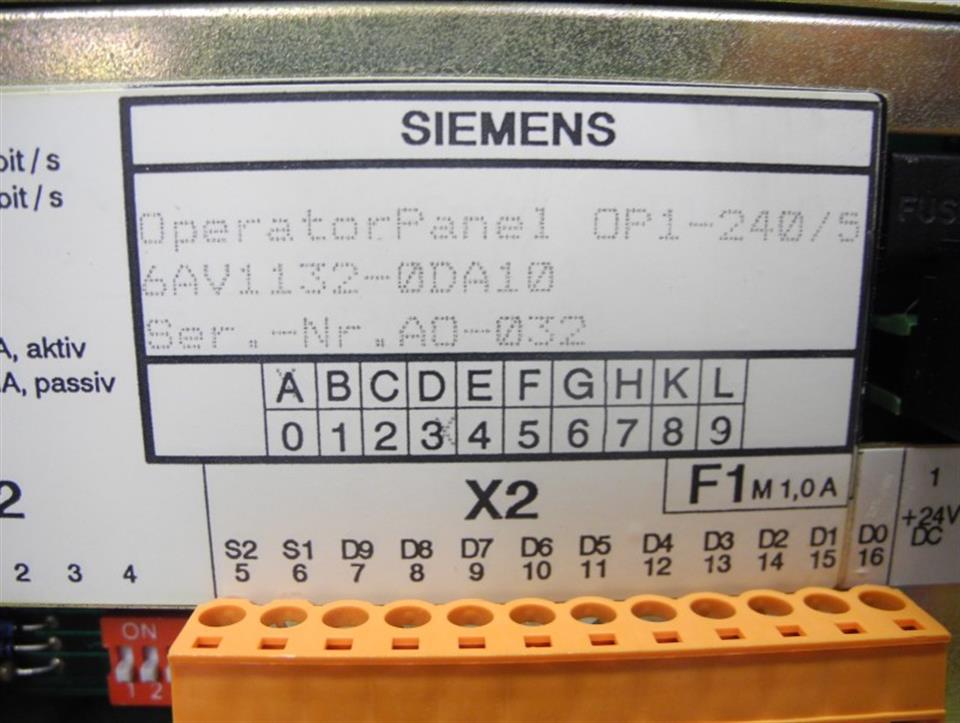 SIEMENS
bit / s
bit / s
FUS
OperatorPanel OP1-240/S
6AV1132-0DA10
Ser.-Nr.AO-032
A, aktiv
A, passiv
A B C D E F G H K L
0 1 2 3 4 5 6 7 8 9
2 X2 F1 M 1,0 A 1
+24V
DC
S2 S1 D9 D8 D7 D6 D5 D4 D3 D2 D1 D0
2 3 4 5 6 7 8 9 10 11 12 13 14 15 16
ON
1 2